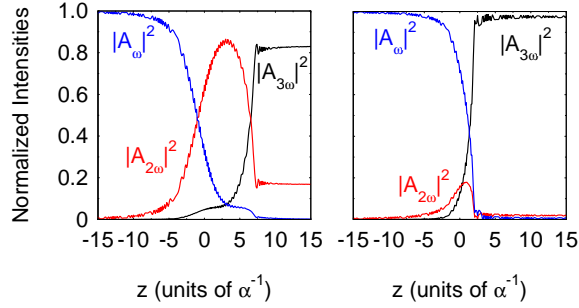 Normalized Intensities
1.0
0.8
0.6
0.4
0.2
0
|A_ω|²
|A_3ω|²
|A_2ω|²
-15 -10 -5 0 5 10 15
z (units of α⁻¹)
|A_ω|²
|A_3ω|²
|A_2ω|²
-15 -10 -5 0 5 10 15
z (units of α⁻¹)